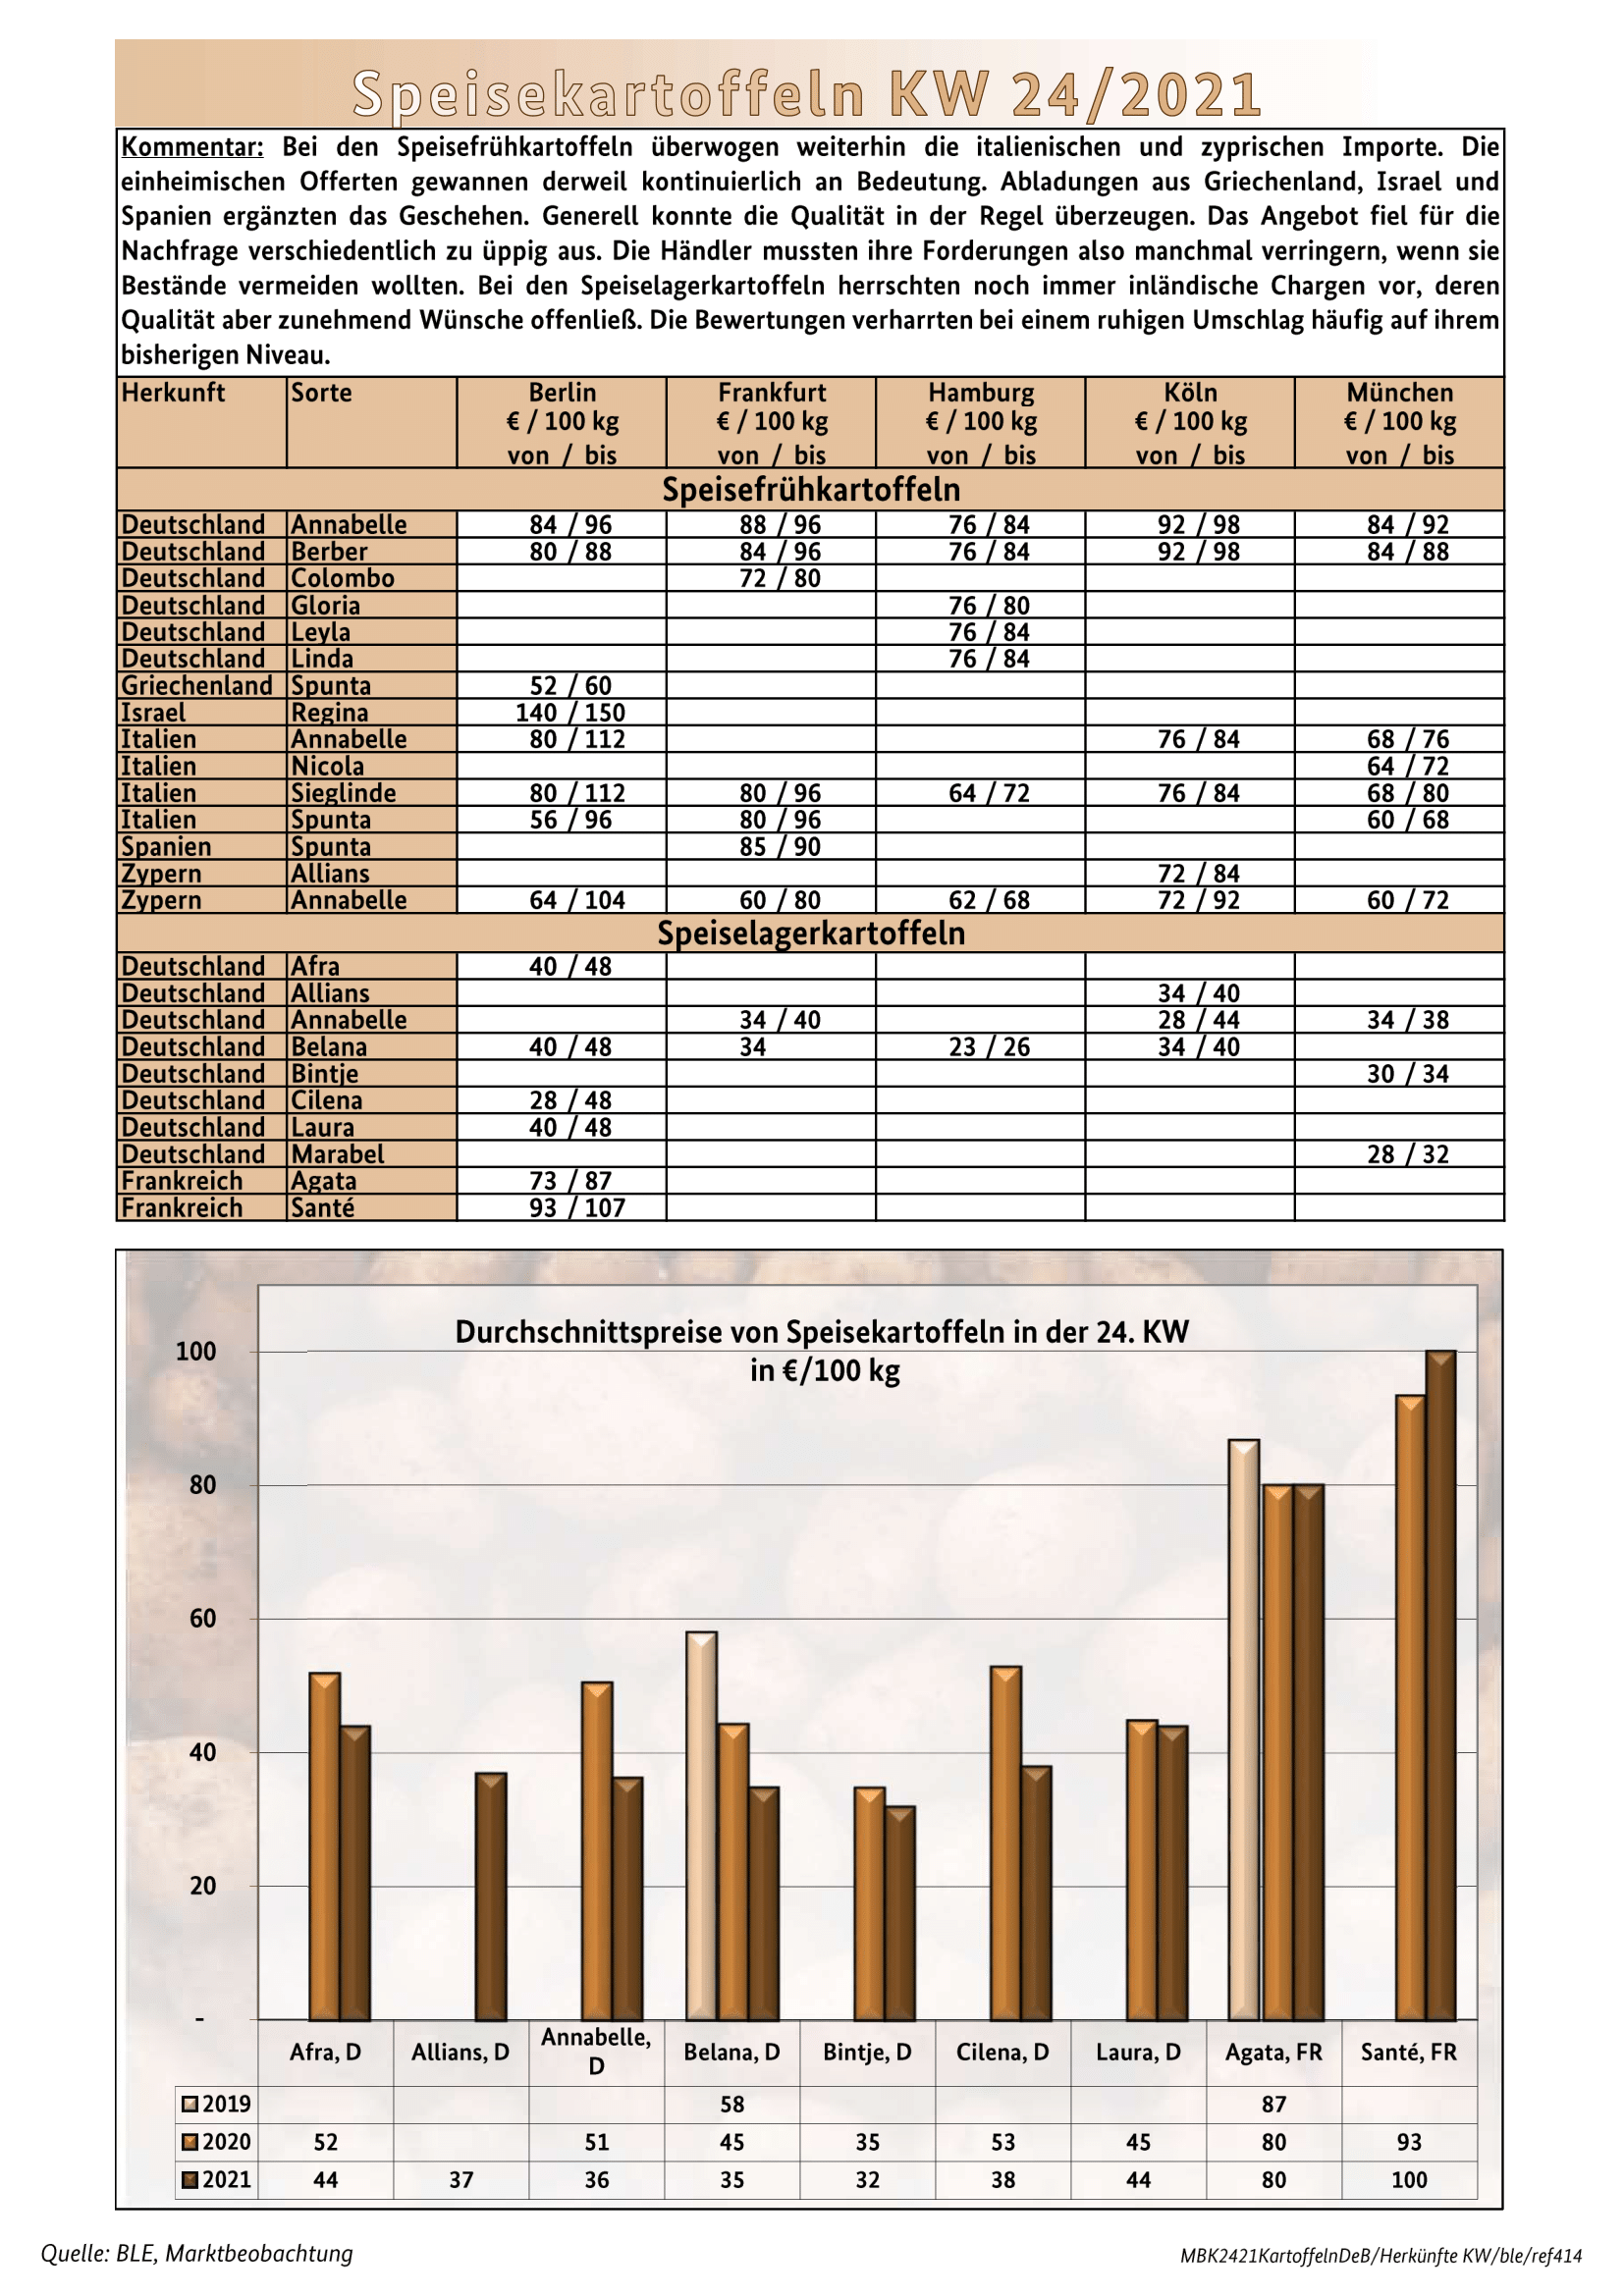 Speisekartoffeln KW 24/2021
Kommentar: Bei den Speisefrühkartoffeln überwogen weiterhin die italienischen und zyprischen Importe. Die
einheimischen Offerten gewannen derweil kontinuierlich an Bedeutung. Abladungen aus Griechenland, Israel und
Spanien ergänzten das Geschehen. Generell konnte die Qualität in der Regel überzeugen. Das Angebot fiel für die
Nachfrage verschiedentlich zu üppig aus. Die Händler mussten ihre Forderungen also manchmal verringern, wenn sie
Bestände vermeiden wollten. Bei den Speiselagerkartoffeln herrschten noch immer inländische Chargen vor, deren
Qualität aber zunehmend Wünsche offenließ. Die Bewertungen verharrten bei einem ruhigen Umschlag häufig auf ihrem
bisherigen Niveau.
Herkunft Sorte Berlin Frankfurt Hamburg Köln München
€ / 100 kg € / 100 kg € / 100 kg € / 100 kg € / 100 kg
von / bis von / bis von / bis von / bis von / bis
Speisefrühkartoffeln
Deutschland Annabelle 84 / 96 88 / 96 76 / 84 92 / 98 84 / 92
Deutschland Berber 80 / 88 84 / 96 76 / 84 92 / 98 84 / 88
Deutschland Colombo 72 / 80
Deutschland Gloria 76 / 80
Deutschland Leyla 76 / 84
Deutschland Linda 76 / 84
Griechenland Spunta 52 / 60
Israel Regina 140 / 150
Italien Annabelle 80 / 112 76 / 84 68 / 76
Italien Nicola 64 / 72
Italien Sieglinde 80 / 112 80 / 96 64 / 72 76 / 84 68 / 80
Italien Spunta 56 / 96 80 / 96 60 / 68
Spanien Spunta 85 / 90
Zypern Allians 72 / 84
Zypern Annabelle 64 / 104 60 / 80 62 / 68 72 / 92 60 / 72
Speiselagerkartoffeln
Deutschland Afra 40 / 48
Deutschland Allians 34 / 40
Deutschland Annabelle 34 / 40 28 / 44 34 / 38
Deutschland Belana 40 / 48 34 23 / 26 34 / 40
Deutschland Bintje 30 / 34
Deutschland Cilena 28 / 48
Deutschland Laura 40 / 48
Deutschland Marabel 28 / 32
Frankreich Agata 73 / 87
Frankreich Santé 93 / 107
Durchschnittspreise von Speisekartoffeln in der 24. KW
in €/100 kg
100
80
60
40
20
-
Afra, D Allians, D Annabelle, D Belana, D Bintje, D Cilena, D Laura, D Agata, FR Santé, FR
2019 58 87
2020 52 51 45 35 53 45 80 93
2021 44 37 36 35 32 38 44 80 100
Quelle: BLE, Marktbeobachtung
MBK2421KartoffelnDeB/Herkünfte KW/ble/ref414